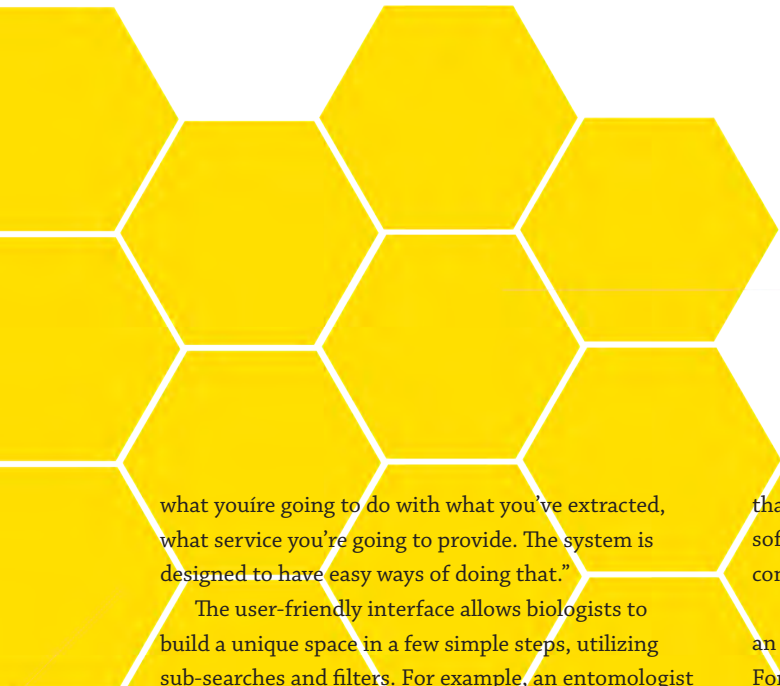 what youíre going to do with what you’ve extracted,
what service you’re going to provide. The system is
designed to have easy ways of doing that.”
The user-friendly interface allows biologists to
build a unique space in a few simple steps, utilizing
sub-searches and filters. For example, an entomologist
an